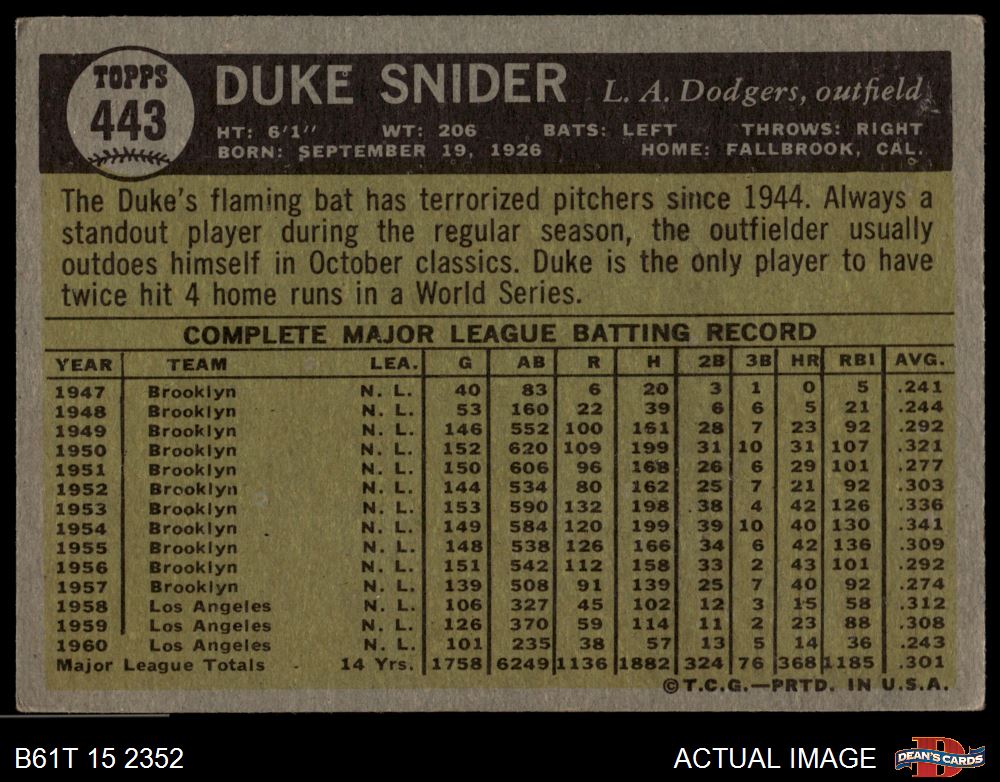 TOPPS
443
DUKE SNIDER L. A. Dodgers, outfield
HT: 6'1" WT: 206 BATS: LEFT THROWS: RIGHT
BORN: SEPTEMBER 19, 1926 HOME: FALLBROOK, CAL.
The Duke's flaming bat has terrorized pitchers since 1944. Always a
standout player during the regular season, the outfielder usually
outdoes himself in October classics. Duke is the only player to have
twice hit 4 home runs in a World Series.
COMPLETE MAJOR LEAGUE BATTING RECORD
YEAR TEAM LEA. G AB R H 2B 3B HR RBI AVG.
1947 Brooklyn N. L. 40 83 6 20 3 1 0 5 .241
1948 Brooklyn N. L. 53 160 22 39 6 6 5 21 .244
1949 Brooklyn N. L. 146 552 100 161 28 7 23 92 .292
1950 Brooklyn N. L. 152 620 109 199 31 10 31 107 .321
1951 Brooklyn N. L. 150 606 96 168 26 6 29 101 .277
1952 Brooklyn N. L. 144 534 80 162 25 7 21 92 .303
1953 Brooklyn N. L. 153 590 132 198 38 4 42 126 .336
1954 Brooklyn N. L. 149 584 120 199 39 10 40 130 .341
1955 Brooklyn N. L. 148 538 126 166 34 6 42 136 .309
1956 Brooklyn N. L. 151 542 112 158 33 2 43 101 .292
1957 Brooklyn N. L. 139 508 91 139 25 7 40 92 .274
1958 Los Angeles N. L. 106 327 45 102 12 3 15 58 .312
1959 Los Angeles N. L. 126 370 59 114 11 2 23 88 .308
1960 Los Angeles N. L. 101 235 38 57 13 5 14 36 .243
Major League Totals 14 Yrs. 1758 6249 1136 1882 324 76 368 1185 .301
©T.C.G.—PRTD. IN U.S.A.
B61T 15 2352 ACTUAL IMAGE D DEAN'S CARDS